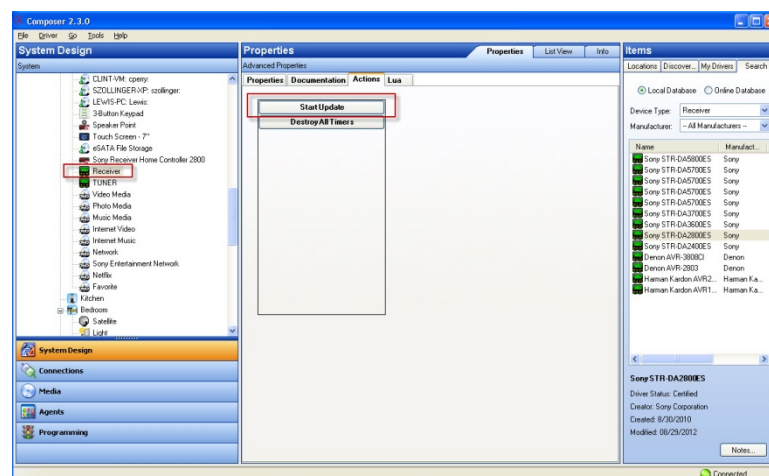 Composer 2.3.0
File Driver Go Tools Help
System Design
System
CLINT-VM: cperry:
SZOLLINGER-XP: szollinger:
LEWIS-PC: Lewis:
3-Button Keypad
Speaker Point
Touch Screen - 7"
eSATA File Storage
Sony Receiver Home Controller 2800
Receiver
TUNER
Video Media
Photo Media
Music Media
Internet Video
Internet Music
Network
Sony Entertainment Network
Netflix
Favorite
Kitchen
Bedroom
Satellite
Light
System Design
Connections
Media
Agents
Programming
Properties
Properties List View Info
Advanced Properties
Properties Documentation Actions Lua
Start Update
Destroy All Timers
Items
Locations Discover... My Drivers Search
Local Database Online Database
Device Type: Receiver
Manufacturer: -- All Manufacturers --
Name Manufact...
Sony STR-DA5800ES Sony
Sony STR-DA5700ES Sony
Sony STR-DA5700ES Sony
Sony STR-DA5700ES Sony
Sony STR-DA3700ES Sony
Sony STR-DA3600ES Sony
Sony STR-DA2800ES Sony
Sony STR-DA2400ES Sony
Denon AVR-3808CI Denon
Denon AVR-2803 Denon
Harman Kardon AVR2... Harman Ka...
Harman Kardon AVR1... Harman Ka...
Sony STR-DA2800ES
Driver Status: Certified
Creator: Sony Corporation
Created: 8/30/2010
Modified: 08/29/2012
Notes...
Connected